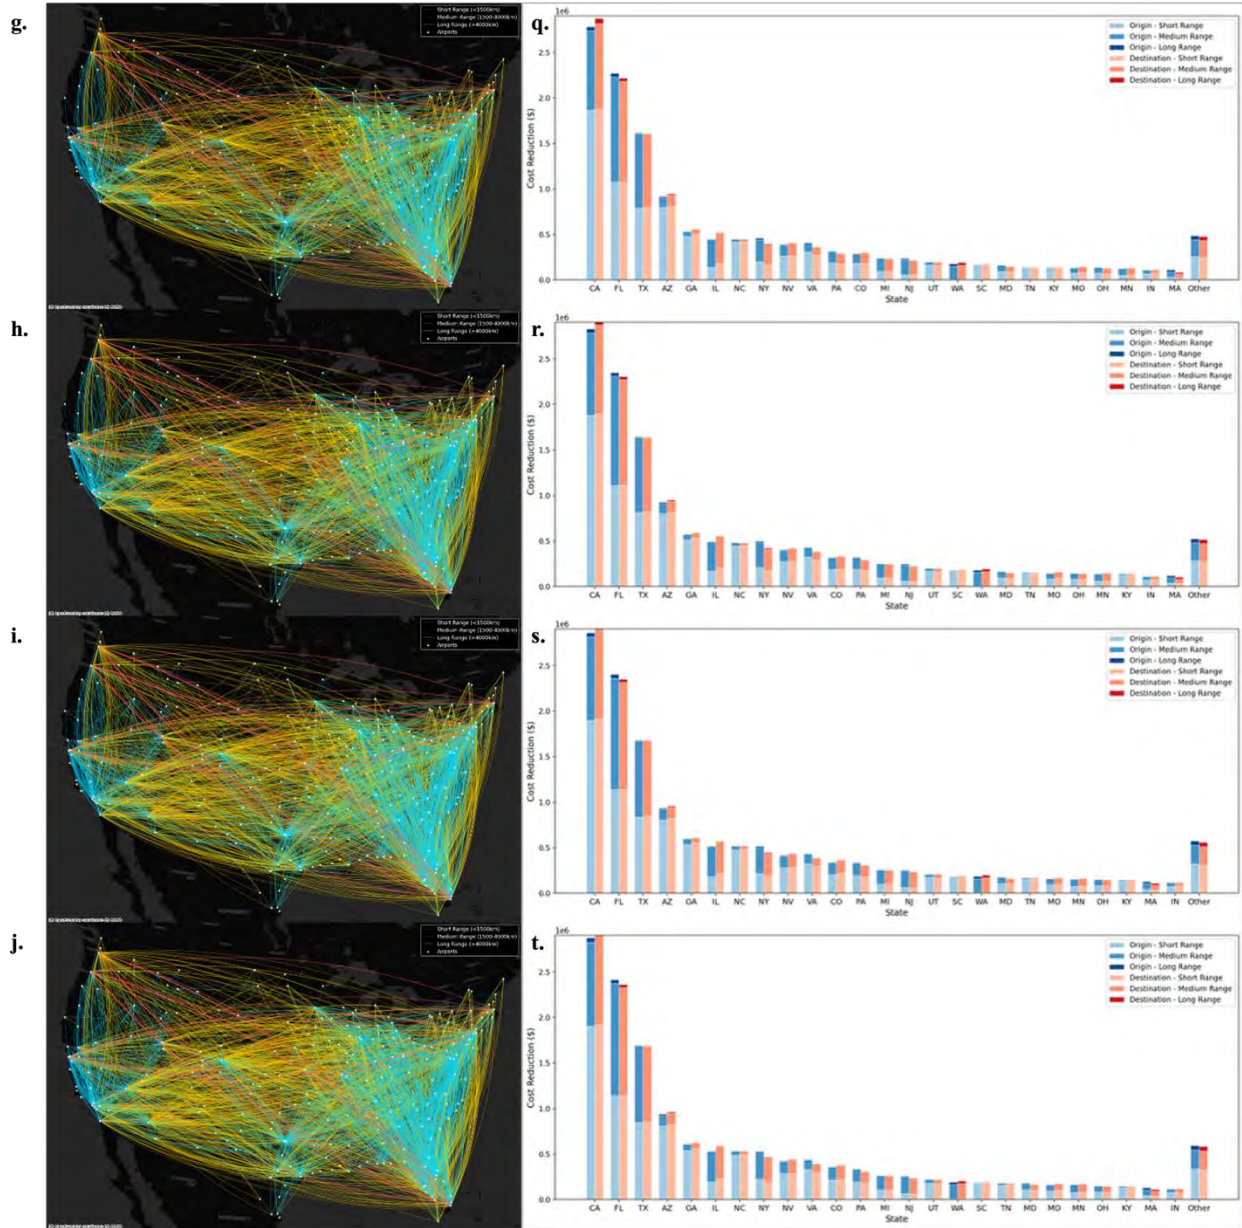 g.
Short Range (<1500km)
Medium Range (1500-4000km)
Long Range (>4000km)
Airports
q.
1e6
Origin - Short Range
Origin - Medium Range
Origin - Long Range
Destination - Short Range
Destination - Medium Range
Destination - Long Range
Cost Reduction ($)
2.5
2.0
1.5
1.0
0.5
0.0
CA FL TX AZ GA IL NC NY NV VA PA CO MI NJ UT WA SC MD TN KY MO OH MN IN MA Other
State
h.
Short Range (<1500km)
Medium Range (1500-4000km)
Long Range (>4000km)
Airports
r.
1e6
Origin - Short Range
Origin - Medium Range
Origin - Long Range
Destination - Short Range
Destination - Medium Range
Destination - Long Range
Cost Reduction ($)
2.5
2.0
1.5
1.0
0.5
0.0
CA FL TX AZ GA IL NC NY NV VA CO PA MI NJ UT SC WA MD TN MO OH MN KY IN MA Other
State
i.
Short Range (<1500km)
Medium Range (1500-4000km)
Long Range (>4000km)
Airports
s.
1e6
Origin - Short Range
Origin - Medium Range
Origin - Long Range
Destination - Short Range
Destination - Medium Range
Destination - Long Range
Cost Reduction ($)
2.5
2.0
1.5
1.0
0.5
0.0
CA FL TX AZ GA IL NC NY NV VA CO PA MI NJ UT SC WA MD TN MO MN OH KY MA IN Other
State
j.
Short Range (<1500km)
Medium Range (1500-4000km)
Long Range (>4000km)
Airports
t.
1e6
Origin - Short Range
Origin - Medium Range
Origin - Long Range
Destination - Short Range
Destination - Medium Range
Destination - Long Range
Cost Reduction ($)
2.5
2.0
1.5
1.0
0.5
0.0
CA FL TX AZ GA IL NC NY NV VA CO PA MI NJ UT WA SC TN MD MO MN OH KY MA IN Other
State